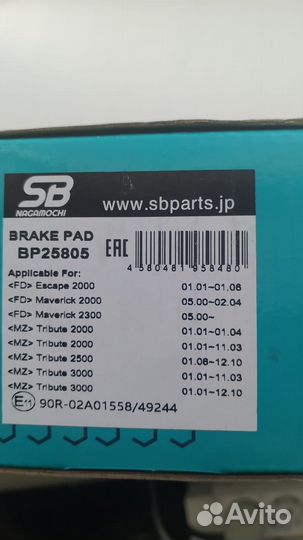 SB
NAGAMOCHI
www.sbparts.jp
BRAKE PAD
BP25805
EAC
4 580481 958480
Applicable For:
<FD> Escape 2000 01.01~01.06
<FD> Maverick 2000 05.00~02.04
<FD> Maverick 2300 05.00~
<MZ> Tribute 2000 01.01~01.04
<MZ> Tribute 2000 01.01~11.03
<MZ> Tribute 2500 01.06~12.10
<MZ> Tribute 3000 01.01~11.03
<MZ> Tribute 3000 01.01~12.10
E11 90R-02A01558/49244
Avito